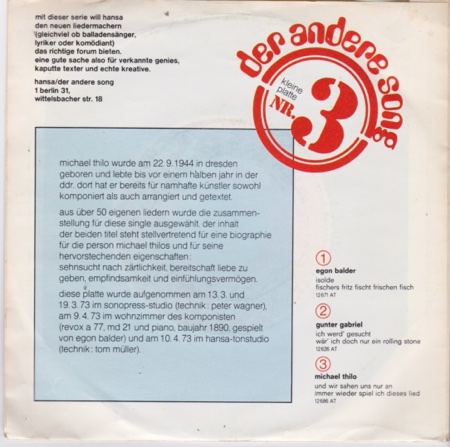 mit dieser serie will hansa
den neuen liedermachern
(gleichviel ob balladensänger,
lyriker oder komödiant)
das richtige forum bieten.
eine gute sache also für verkannte genies,
kaputte texter und echte kreative.
hansa/der andere song
1 berlin 31,
wittelsbacher str. 18
der andere song
kleine
platte
NR.
3
michael thilo wurde am 22.9.1944 in dresden
geboren und lebte bis vor einem halben jahr in der
ddr. dort hat er bereits für namhafte künstler sowohl
komponiert als auch arrangiert und getextet.
aus über 50 eigenen liedern wurde die zusammen-
stellung für diese single ausgewählt. der inhalt
der beiden titel steht stellvertretend für eine biographie
für die person michael thilos und für seine
hervorstechenden eigenschaften:
sehnsucht nach zärtlichkeit, bereitschaft liebe zu
geben, empfindsamkeit und einfühlungsvermögen.
diese platte wurde aufgenommen am 13.3. und
19.3.73 im sonopress-studio (technik: peter wagner),
am 9.4.73 im wohnzimmer des komponisten
(revox a 77, md 21 und piano, baujahr 1890, gespielt
von egon balder) und am 10.4.73 im hansa-tonstudio
(technik: tom müller).
1
egon balder
isolde
fischers fritz fischt frischen fisch
12671 AT
2
gunter gabriel
ich werd' gesucht
wär' ich doch nur ein rolling stone
12626 AT
3
michael thilo
und wir sahen uns nur an
immer wieder spiel ich dieses lied
12686 AT